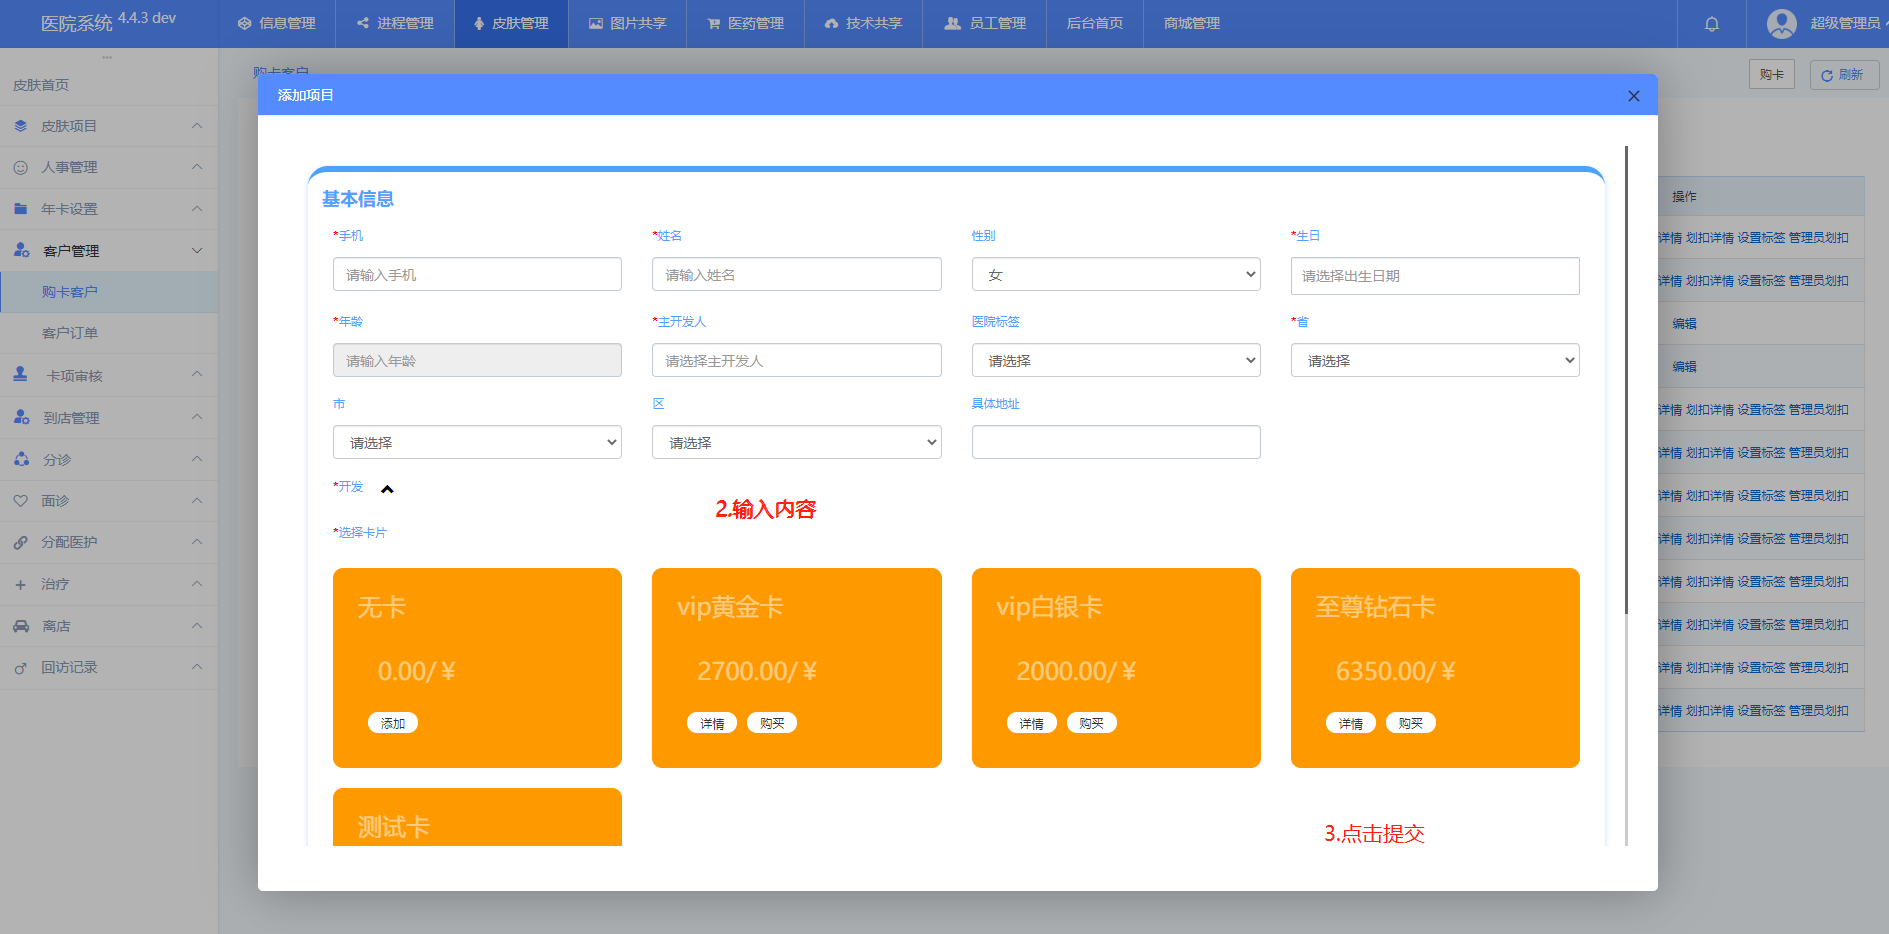 医院系统 4.4.3 dev
信息管理
进程管理
皮肤管理
图片共享
医药管理
技术共享
员工管理
后台首页
商城管理
超级管理员
皮肤首页
皮肤项目
人事管理
年卡设置
客户管理
购卡客户
客户订单
卡项审核
到店管理
分诊
面诊
分配医护
治疗
离店
回访记录
购卡客户
购卡
刷新
添加项目
基本信息
*手机
*姓名
性别
*生日
请输入手机
请输入姓名
女
请选择出生日期
*年龄
*主开发人
医院标签
*省
请输入年龄
请选择主开发人
请选择
请选择
市
区
具体地址
请选择
请选择
*开发
2.输入内容
*选择卡片
无卡
0.00/￥
添加
vip黄金卡
2700.00/￥
详情 购买
vip白银卡
2000.00/￥
详情 购买
至尊钻石卡
6350.00/￥
详情 购买
测试卡
3.点击提交
操作
详情 划扣详情 设置标签 管理员划扣
详情 划扣详情 设置标签 管理员划扣
编辑
编辑
详情 划扣详情 设置标签 管理员划扣
详情 划扣详情 设置标签 管理员划扣
详情 划扣详情 设置标签 管理员划扣
详情 划扣详情 设置标签 管理员划扣
详情 划扣详情 设置标签 管理员划扣
详情 划扣详情 设置标签 管理员划扣
详情 划扣详情 设置标签 管理员划扣
详情 划扣详情 设置标签 管理员划扣